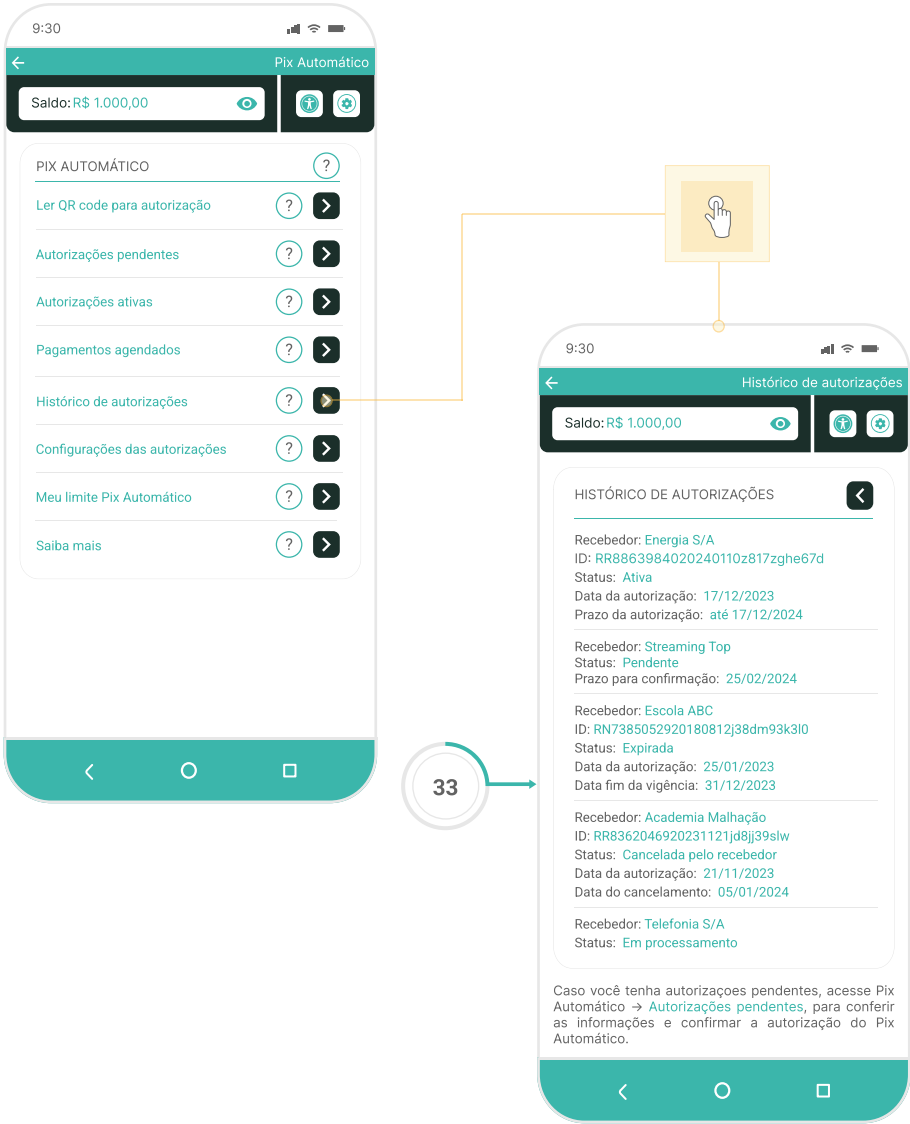 9:30
Pix Automático
Saldo: R$ 1.000,00
PIX AUTOMÁTICO ?
Ler QR code para autorização ?
Autorizações pendentes ?
Autorizações ativas ?
Pagamentos agendados ?
Histórico de autorizações ?
Configurações das autorizações ?
Meu limite Pix Automático ?
Saiba mais ?
33
9:30
Histórico de autorizações
Saldo: R$ 1.000,00
HISTÓRICO DE AUTORIZAÇÕES
Recebedor: Energia S/A
ID: RR8863984020240110z817zghe67d
Status: Ativa
Data da autorização: 17/12/2023
Prazo da autorização: até 17/12/2024
Recebedor: Streaming Top
Status: Pendente
Prazo para confirmação: 25/02/2024
Recebedor: Escola ABC
ID: RN7385052920180812j38dm93k3l0
Status: Expirada
Data da autorização: 25/01/2023
Data fim da vigência: 31/12/2023
Recebedor: Academia Malhação
ID: RR8362046920231121jd8jj39slw
Status: Cancelada pelo recebedor
Data da autorização: 21/11/2023
Data do cancelamento: 05/01/2024
Recebedor: Telefonia S/A
Status: Em processamento
Caso você tenha autorizaçoes pendentes, acesse Pix
Automático → Autorizações pendentes, para conferir
as informações e confirmar a autorização do Pix
Automático.